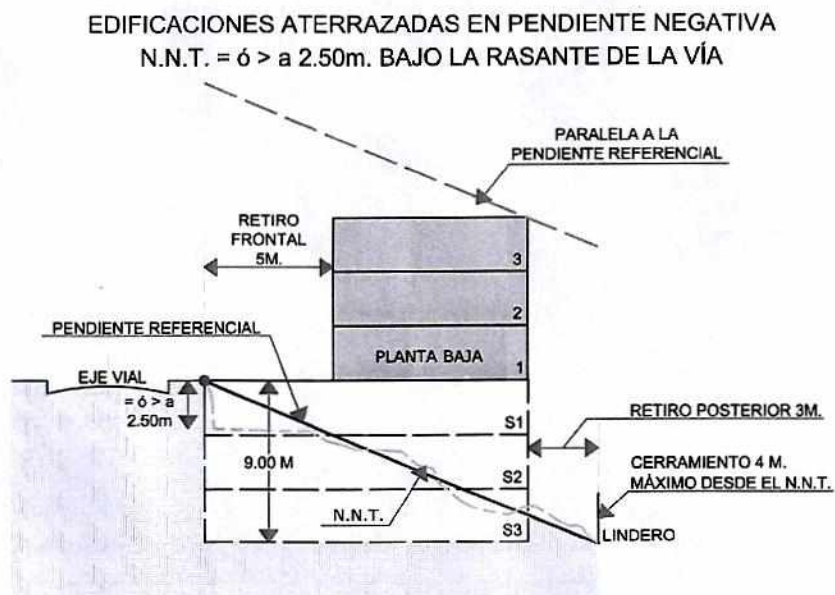 EDIFICACIONES ATERRAZADAS EN PENDIENTE NEGATIVA
N.N.T. = ó > a 2.50m. BAJO LA RASANTE DE LA VÍA
PARALELA A LA
PENDIENTE REFERENCIAL
RETIRO
FRONTAL
5M.
3
2
PENDIENTE REFERENCIAL
PLANTA BAJA
1
EJE VIAL
= ó > a
2.50m
S1
RETIRO POSTERIOR 3M.
9.00 M
S2
CERRAMIENTO 4 M.
MÁXIMO DESDE EL N.N.T.
N.N.T.
S3
LINDERO